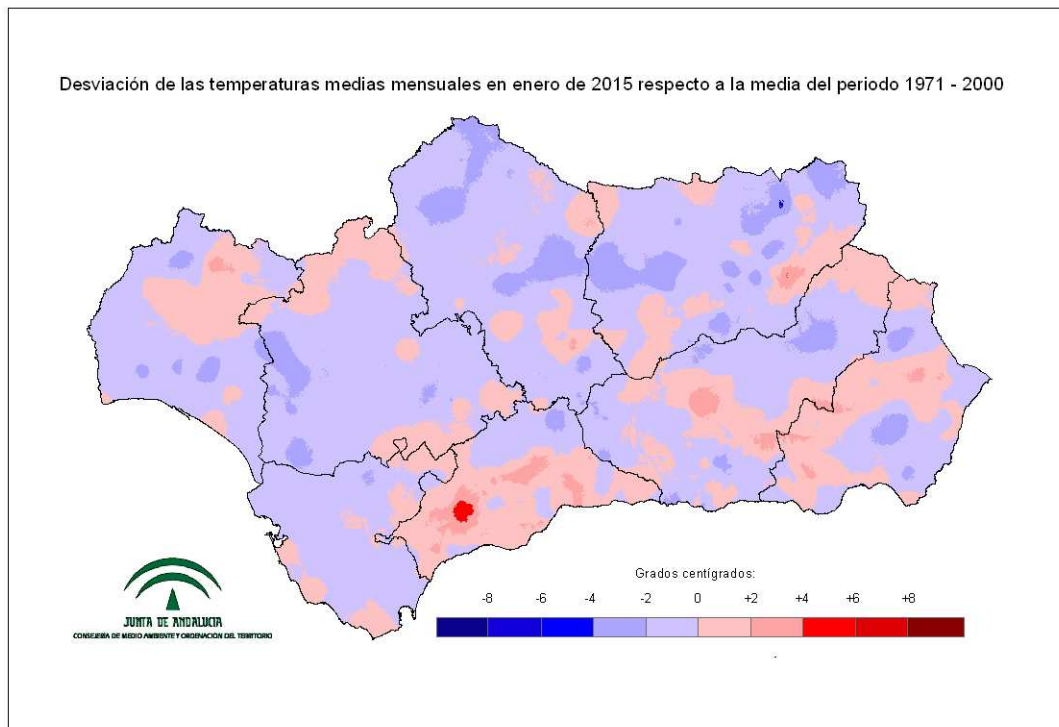 Desviación de las temperaturas medias mensuales en enero de 2015 respecto a la media del periodo 1971 - 2000
Grados centígrados:
-8 -6 -4 -2 0 +2 +4 +6 +8
JUNTA DE ANDALUCIA
CONSEJERÍA DE MEDIO AMBIENTE Y ORDENACIÓN DEL TERRITORIO